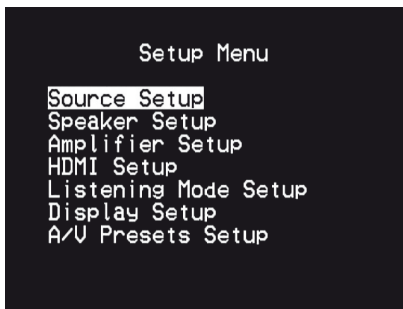 Setup Menu
Source Setup
Speaker Setup
Amplifier Setup
HDMI Setup
Listening Mode Setup
Display Setup
A/V Presets Setup